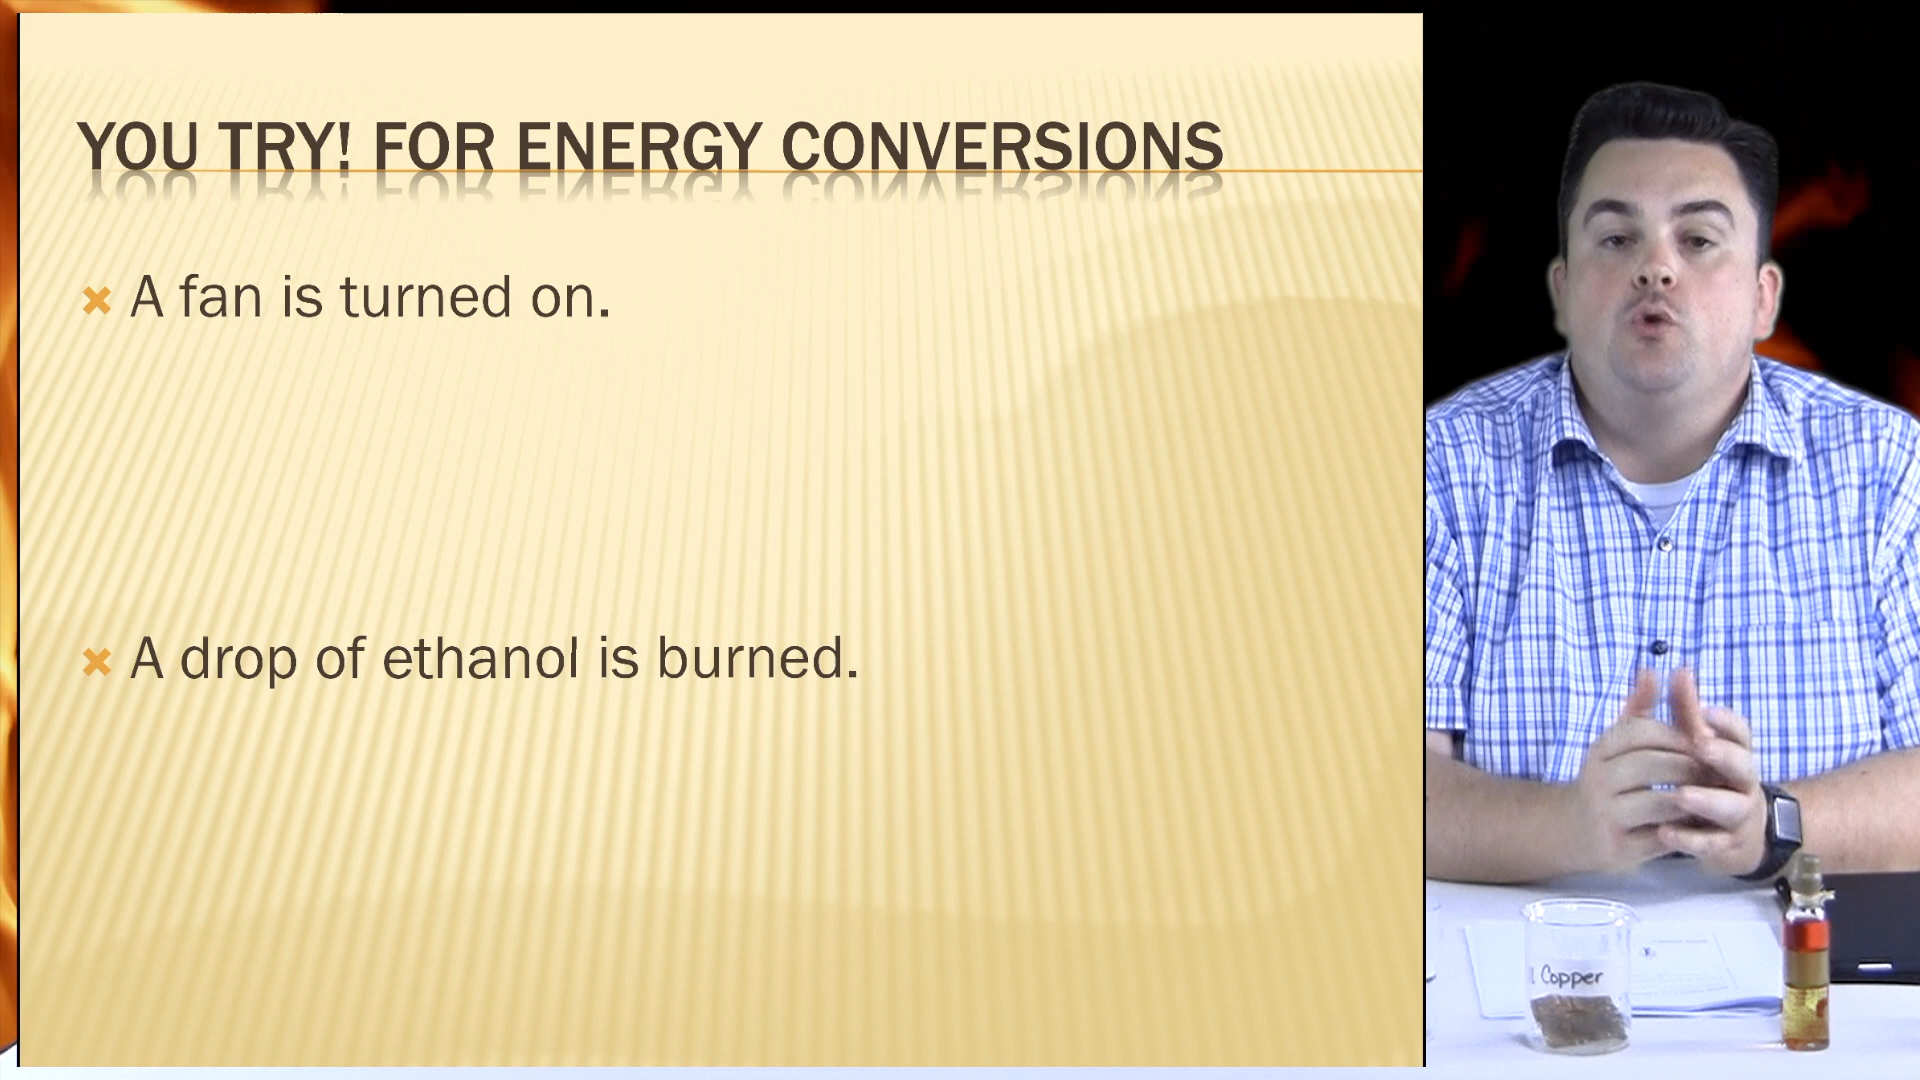 YOU TRY! FOR ENERGY CONVERSIONS
A fan is turned on.
A drop of ethanol is burned.
Copper